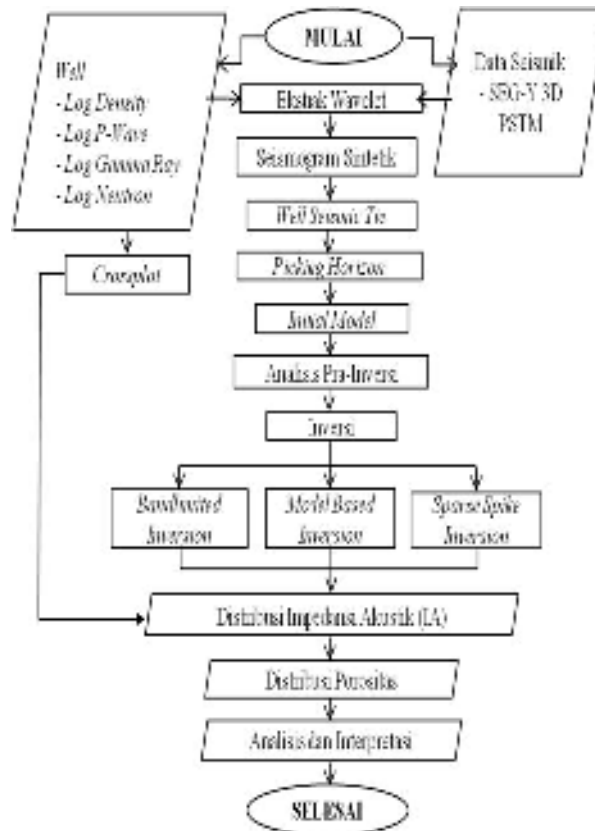 MULAI
Well
- Log Density
- Log P-Wave
- Log Gamma Ray
- Log Neutron
Data Seismik
- SEG-Y 3D
PSTM
Ekstrak Wavelet
Seismogram Sintetik
Well Seismic Tie
Picking Horizon
Crossplot
Initial Model
Analisis Pra-Inversi
Inversi
Bandlimited
Inversion
Model Based
Inversion
Sparse Spike
Inversion
Distribusi Impedansi Akustik (IA)
Distribusi Porositas
Analisis dan Interpretasi
SELESAI